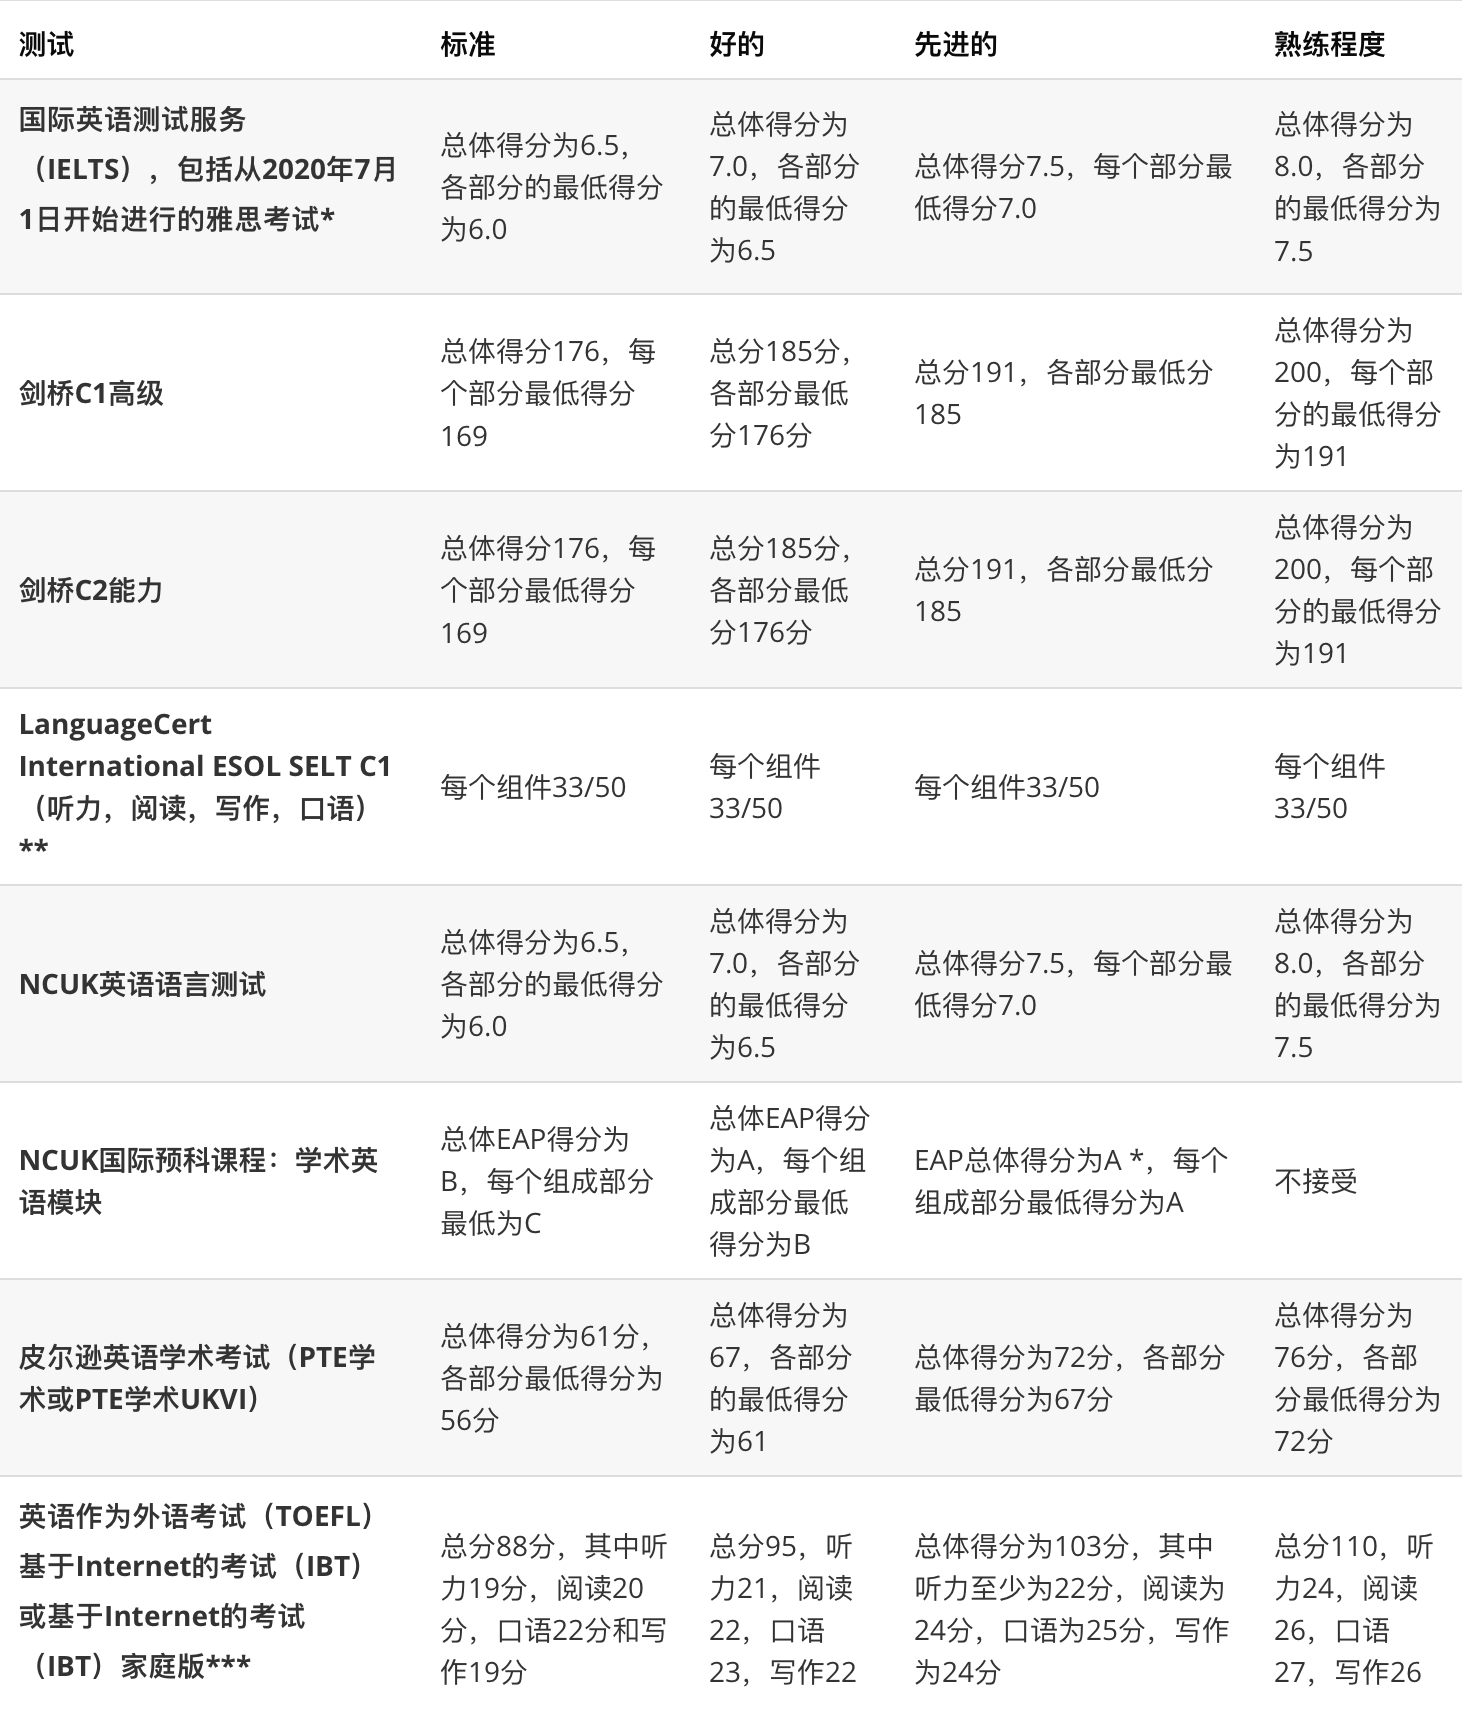 测试
标准
好的
先进的
熟练程度
国际英语测试服务
（IELTS），包括从2020年7月
1日开始进行的雅思考试*
总体得分为6.5，
各部分的最低得分
为6.0
总体得分为
7.0，各部分
的最低得分
为6.5
总体得分7.5，每个部分最
低得分7.0
总体得分为
8.0，各部分
的最低得分为
7.5
剑桥C1高级
总体得分176，每
个部分最低得分
169
总分185分，
各部分最低
分176分
总分191，各部分最低分
185
总体得分为
200，每个部
分的最低得分
为191
剑桥C2能力
总体得分176，每
个部分最低得分
169
总分185分，
各部分最低
分176分
总分191，各部分最低分
185
总体得分为
200，每个部
分的最低得分
为191
LanguageCert
International ESOL SELT C1
（听力，阅读，写作，口语）
**
每个组件33/50
每个组件
33/50
每个组件33/50
每个组件
33/50
NCUK英语语言测试
总体得分为6.5，
各部分的最低得分
为6.0
总体得分为
7.0，各部分
的最低得分
为6.5
总体得分7.5，每个部分最
低得分7.0
总体得分为
8.0，各部分
的最低得分为
7.5
NCUK国际预科课程：学术英
语模块
总体EAP得分为
B，每个组成部分
最低为C
总体EAP得分
为A，每个组
成部分最低
得分为B
EAP总体得分为A *，每个
组成部分最低得分为A
不接受
皮尔逊英语学术考试（PTE学
术或PTE学术UKVI）
总体得分为61分，
各部分最低得分为
56分
总体得分为
67，各部分
的最低得分
为61
总体得分为72分，各部分
最低得分为67分
总体得分为
76分，各部
分最低得分为
72分
英语作为外语考试（TOEFL）
基于Internet的考试（IBT）
或基于Internet的考试
（IBT）家庭版***
总分88分，其中听
力19分，阅读20
分，口语22分和写
作19分
总分95，听
力21，阅读
22，口语
23，写作22
总体得分为103分，其中
听力至少为22分，阅读为
24分，口语为25分，写作
为24分
总分110，听
力24，阅读
26，口语
27，写作26